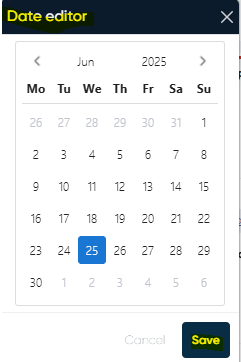 Date editor
Jun 2025
Mo Tu We Th Fr Sa Su
26 27 28 29 30 31 1
2 3 4 5 6 7 8
9 10 11 12 13 14 15
16 17 18 19 20 21 22
23 24 25 26 27 28 29
30 1 2 3 4 5 6
Cancel Save